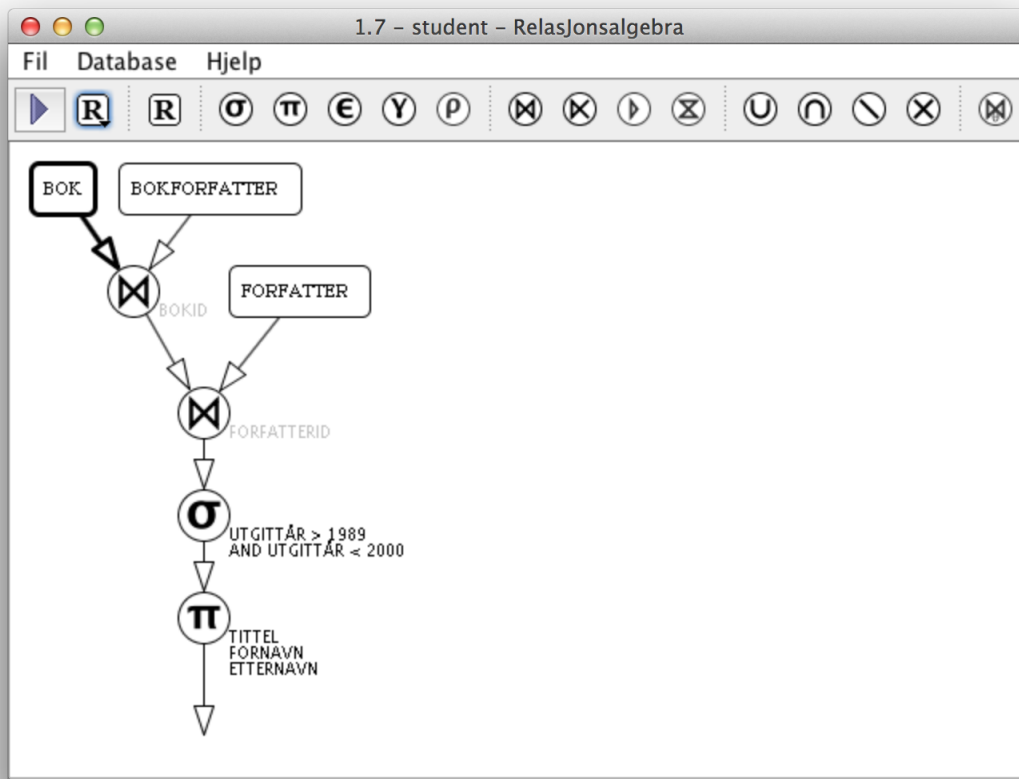 1.7 – student – RelasJonsalgebra
Fil Database Hjelp
R R σ π ϵ γ ρ ⋈ ⋉ ▷ ⧖ ∪ ∩ \ × ⋈
BOK BOKFORFATTER
⋈ BOKID
FORFATTER
⋈ FORFATTERID
σ UTGITTÅR > 1989
AND UTGITTÅR < 2000
π TITTEL
FORNAVN
ETTERNAVN